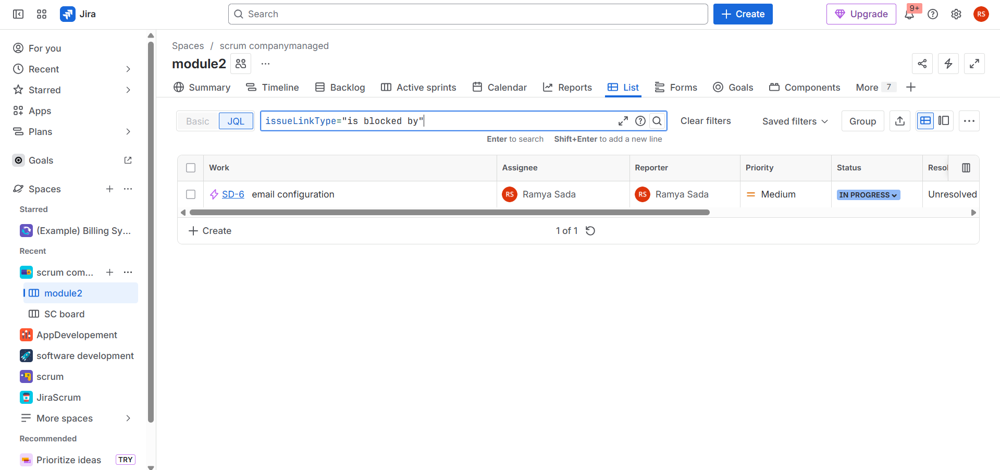 Jira
Search
Create
Upgrade
9+
RS
For you
Recent
Starred
Apps
Plans
Goals
Spaces
Starred
(Example) Billing Sy...
Recent
scrum com...
module2
SC board
AppDevelopement
software development
scrum
JiraScrum
More spaces
Recommended
Prioritize ideas TRY
Spaces / scrum companymanaged
module2
Summary Timeline Backlog Active sprints Calendar Reports List Forms Goals Components More 7
Basic JQL issueLinkType="is blocked by" Clear filters Saved filters Group
Enter to search Shift+Enter to add a new line
Work Assignee Reporter Priority Status Resol
SD-6 email configuration RS Ramya Sada RS Ramya Sada Medium IN PROGRESS Unresolved
Create 1 of 1